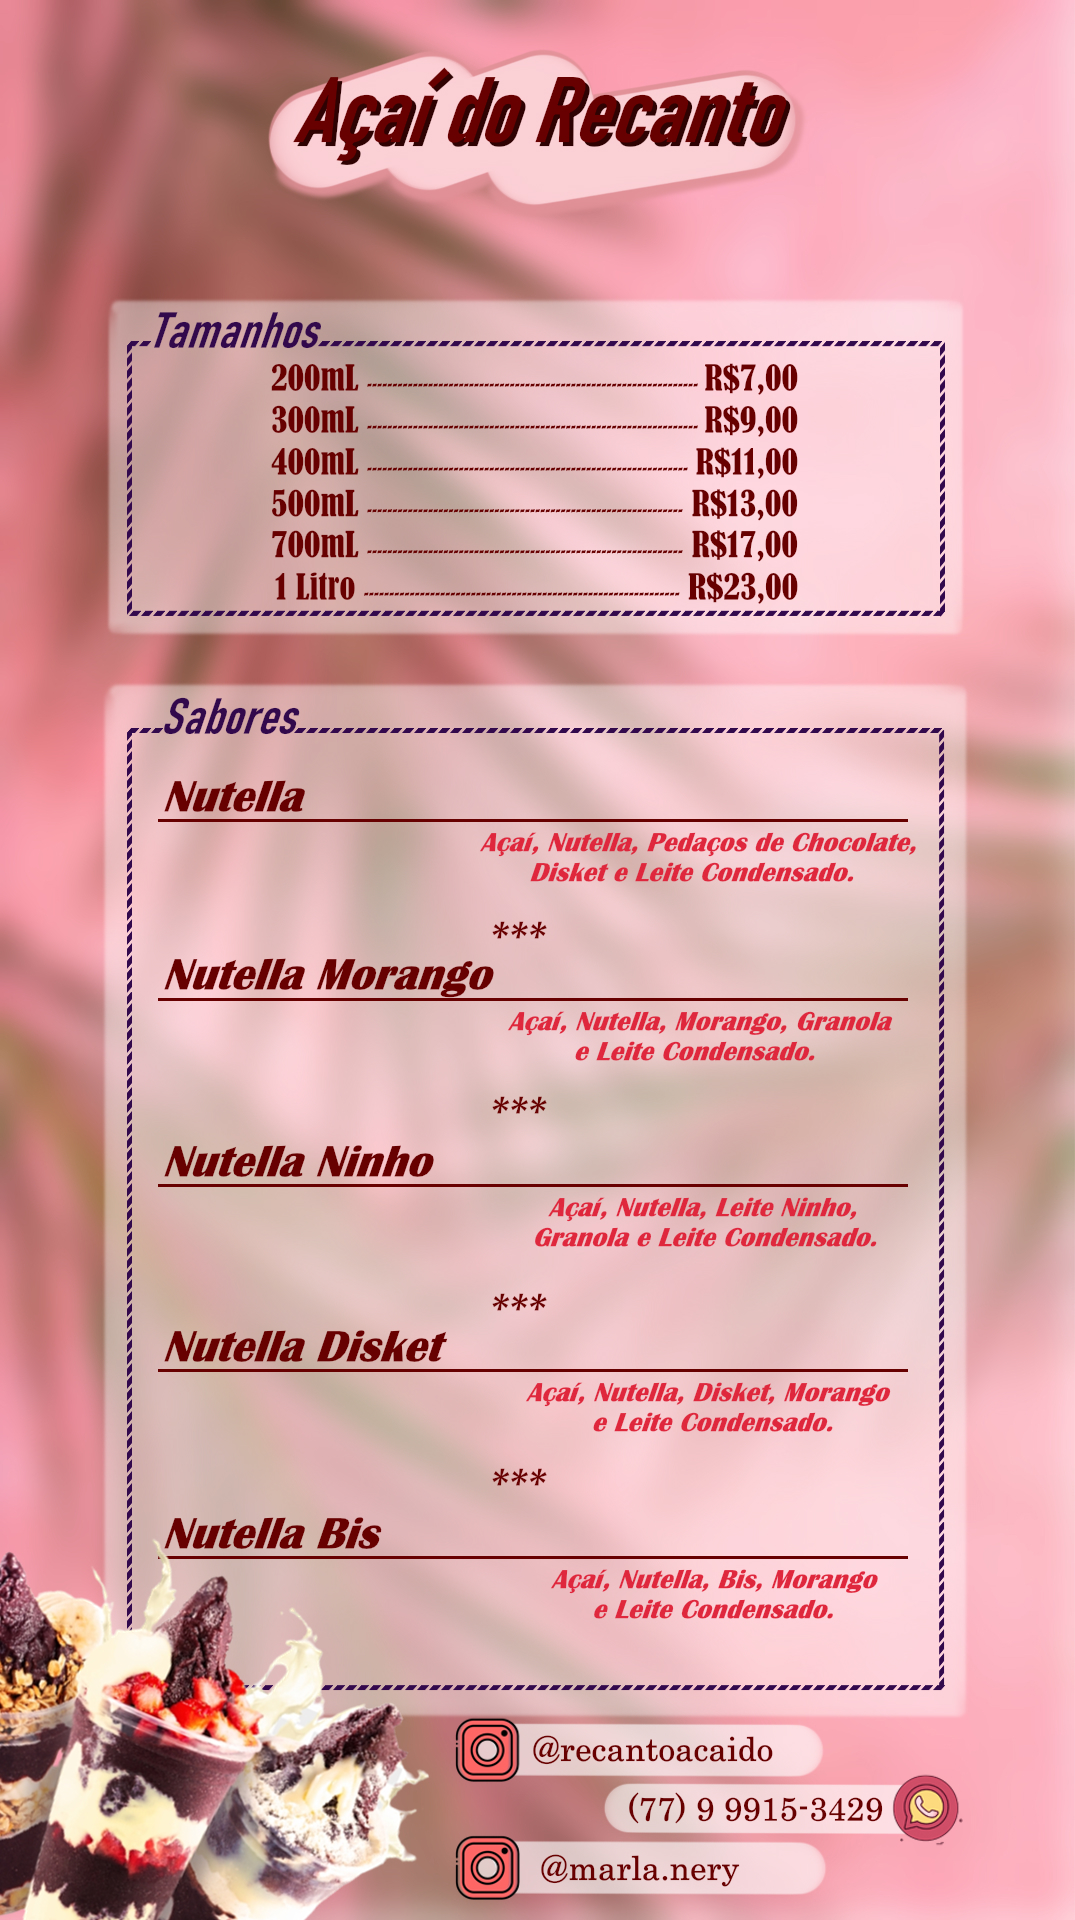 Açaí do Recanto
Tamanhos
200mL ---------- R$7,00
300mL ---------- R$9,00
400mL ---------- R$11,00
500mL ---------- R$13,00
700mL ---------- R$17,00
1 Litro ---------- R$23,00
Sabores
Nutella
Açaí, Nutella, Pedaços de Chocolate,
Disket e Leite Condensado.
***
Nutella Morango
Açaí, Nutella, Morango, Granola
e Leite Condensado.
***
Nutella Ninho
Açaí, Nutella, Leite Ninho,
Granola e Leite Condensado.
***
Nutella Disket
Açaí, Nutella, Disket, Morango
e Leite Condensado.
***
Nutella Bis
Açaí, Nutella, Bis, Morango
e Leite Condensado.
@recantoacaido
(77) 9 9915-3429
@marla.nery